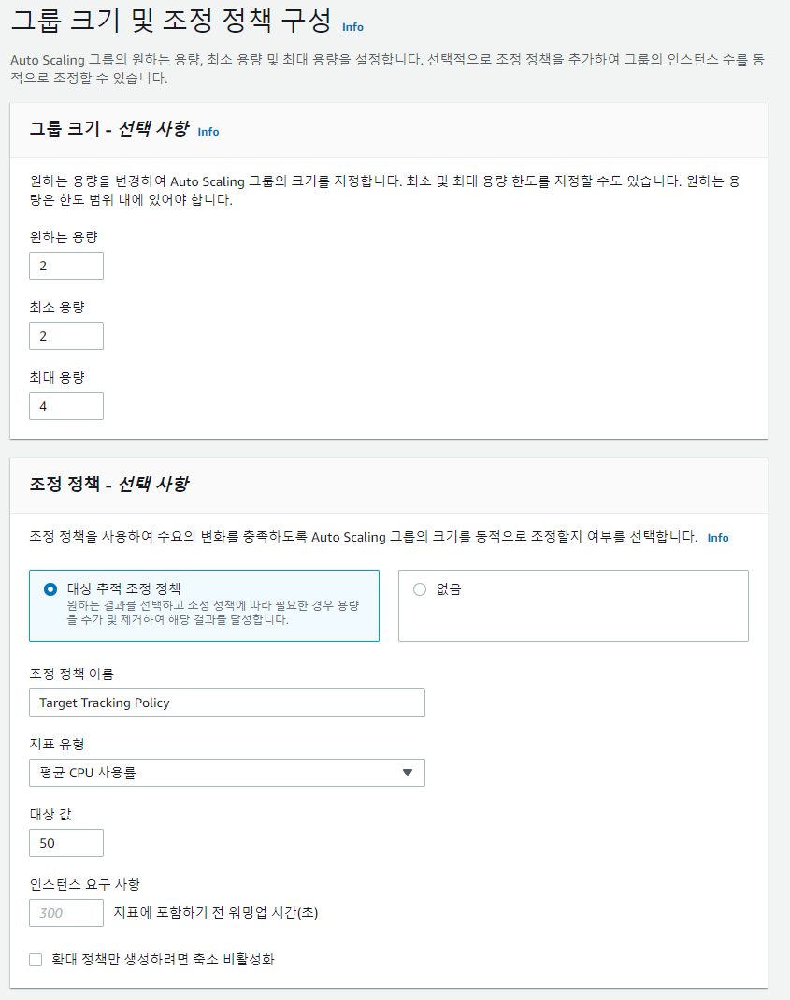 그룹 크기 및 조정 정책 구성 Info
Auto Scaling 그룹의 원하는 용량, 최소 용량 및 최대 용량을 설정합니다. 선택적으로 조정 정책을 추가하여 그룹의 인스턴스 수를 동
적으로 조정할 수 있습니다.
그룹 크기 - 선택 사항 Info
원하는 용량을 변경하여 Auto Scaling 그룹의 크기를 지정합니다. 최소 및 최대 용량 한도를 지정할 수도 있습니다. 원하는 용
량은 한도 범위 내에 있어야 합니다.
원하는 용량
2
최소 용량
2
최대 용량
4
조정 정책 - 선택 사항
조정 정책을 사용하여 수요의 변화를 충족하도록 Auto Scaling 그룹의 크기를 동적으로 조정할지 여부를 선택합니다. Info
대상 추적 조정 정책
원하는 결과를 선택하고 조정 정책에 따라 필요한 경우 용량
을 추가 및 제거하여 해당 결과를 달성합니다.
없음
조정 정책 이름
Target Tracking Policy
지표 유형
평균 CPU 사용률
대상 값
50
인스턴스 요구 사항
300 지표에 포함하기 전 워밍업 시간(초)
확대 정책만 생성하려면 축소 비활성화